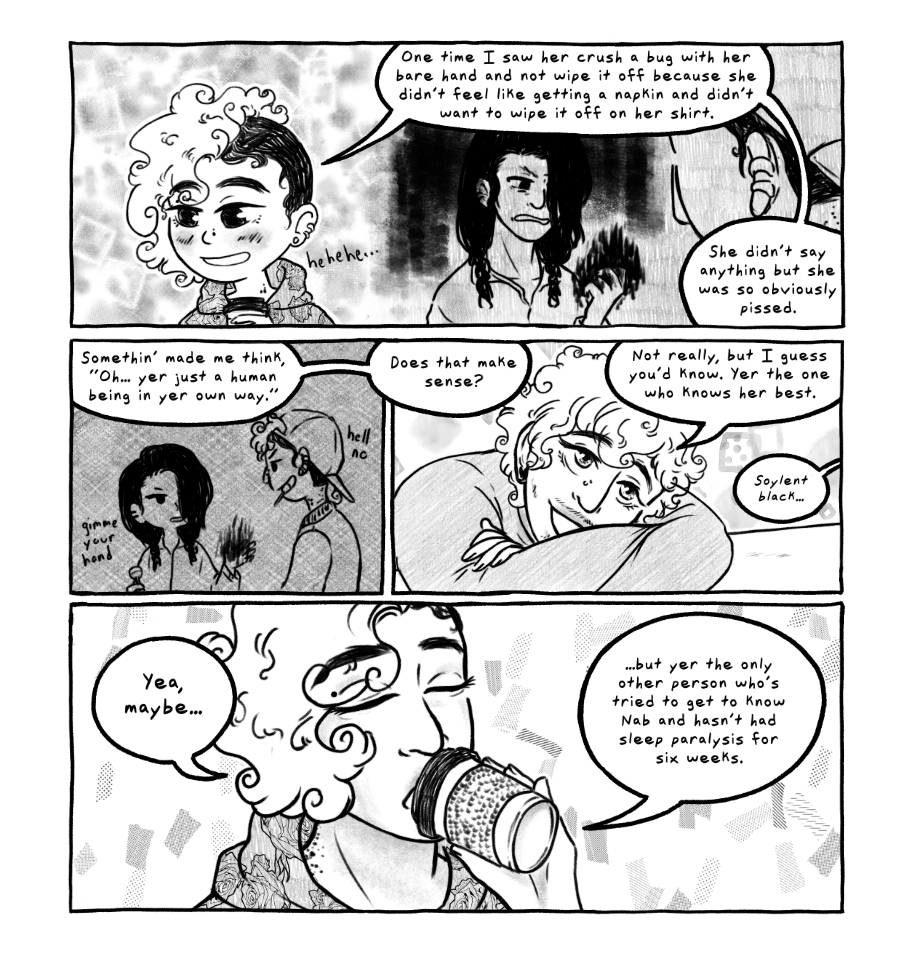 One time I saw her crush a bug with her
bare hand and not wipe it off because she
didn't feel like getting a napkin and didn't
want to wipe it off on her shirt.
hehehe...
She didn't say
anything but she
was so obviously
pissed.
Somethin' made me think,
"Oh... yer just a human
being in yer own way."
Does that make
sense?
Not really, but I guess
you'd know. Yer the one
who knows her best.
hell
no
gimme
your
hand
Soylent
black...
Yea,
maybe...
...but yer the only
other person who's
tried to get to know
Nab and hasn't had
sleep paralysis for
six weeks.